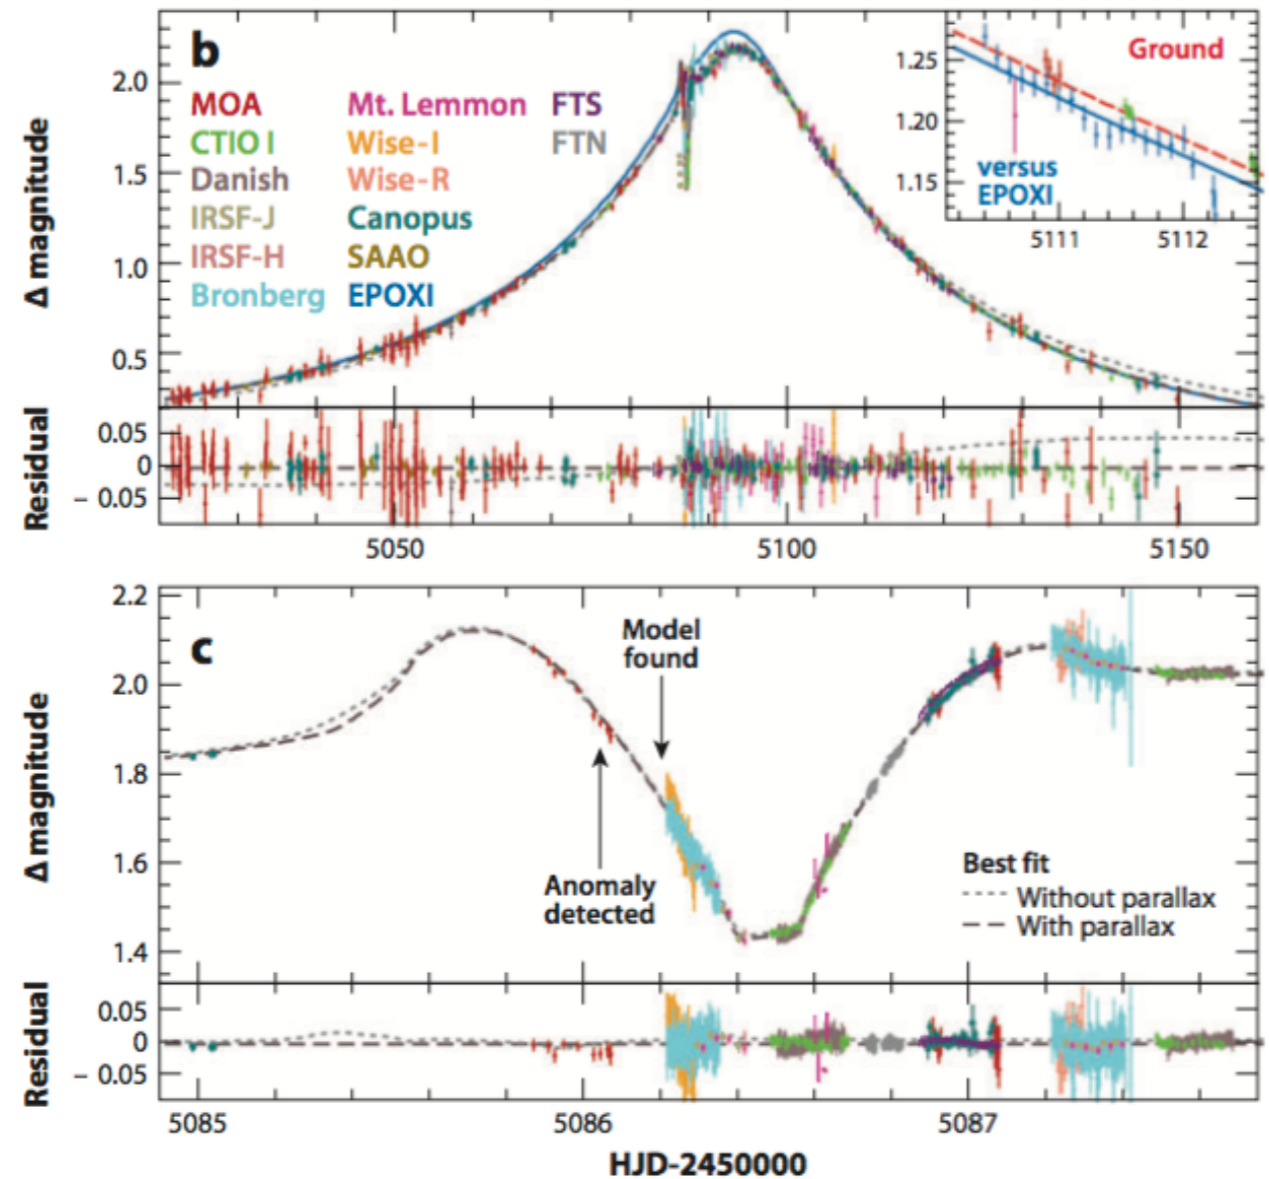 b
MOA Mt. Lemmon FTS
CTIO I Wise-I FTN
Danish Wise-R
IRSF-J Canopus
IRSF-H SAAO
Bronberg EPOXI
Δ magnitude
2.0
1.5
1.0
0.5
Ground
versus
EPOXI
1.25
1.20
1.15
5111 5112
Residual
0.05
0
– 0.05
5050 5100 5150
c
Δ magnitude
2.2
2.0
1.8
1.6
1.4
Model
found
Anomaly
detected
Best fit
Without parallax
With parallax
Residual
0.05
0
– 0.05
5085 5086 5087
HJD-2450000